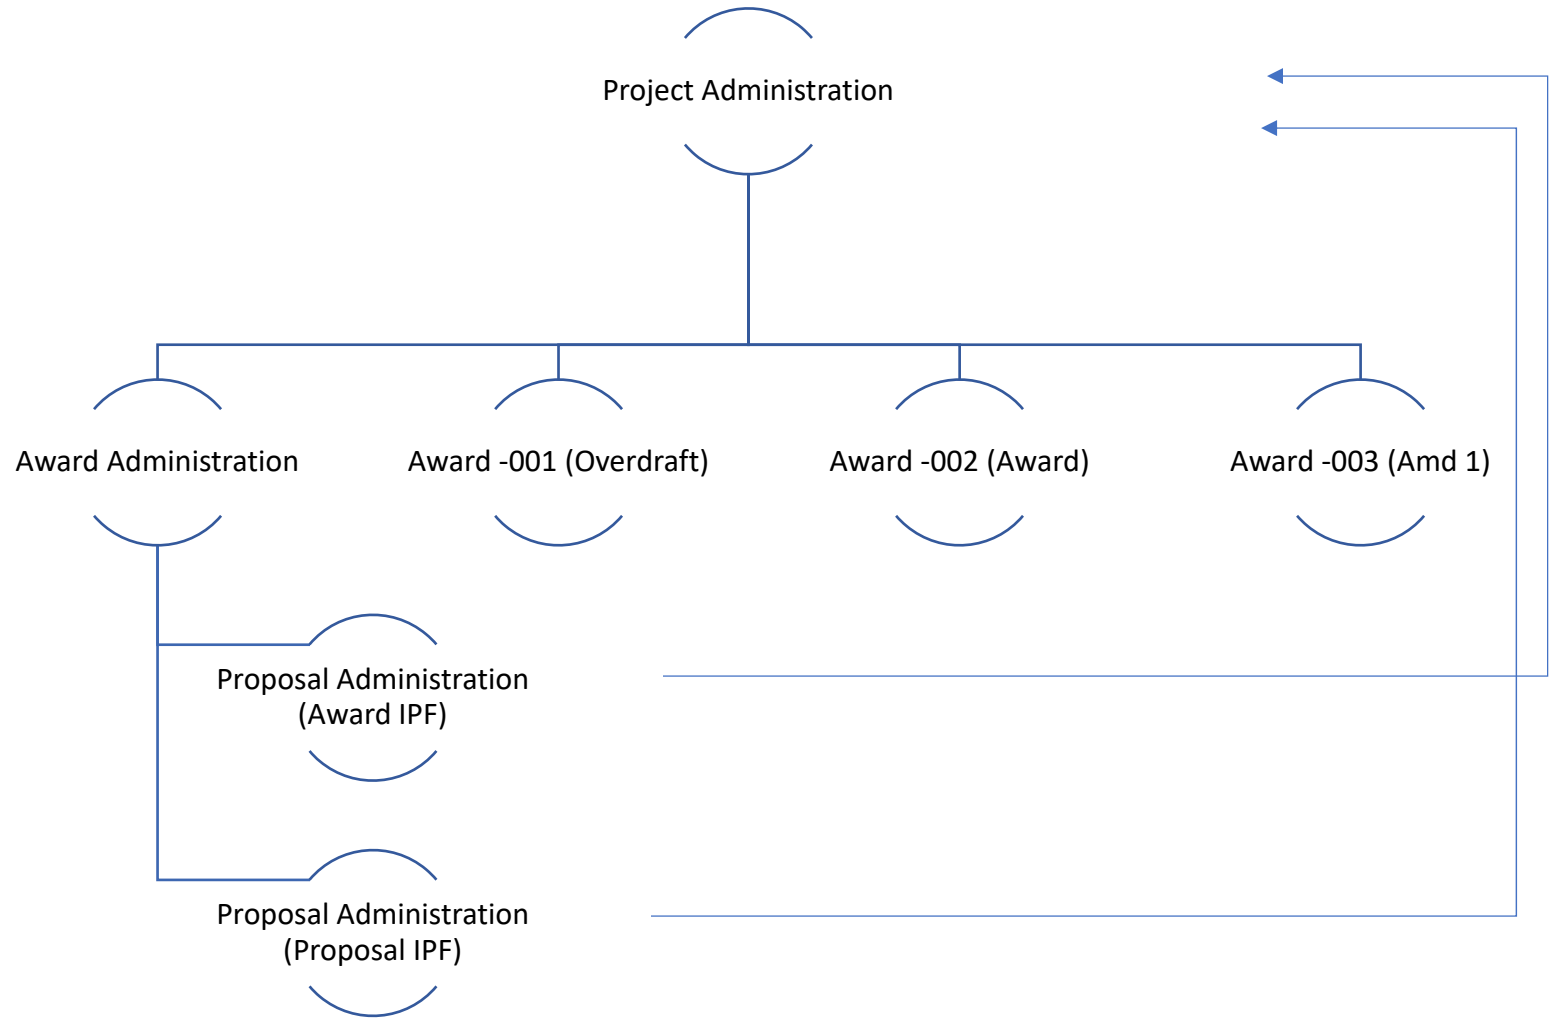 Project Administration
Award Administration
Award -001 (Overdraft)
Award -002 (Award)
Award -003 (Amd 1)
Proposal Administration
(Award IPF)
Proposal Administration
(Proposal IPF)